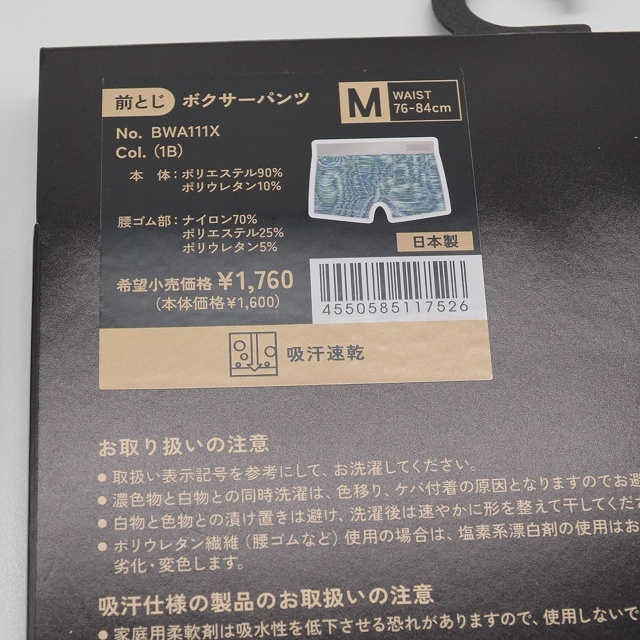 前とじ ボクサーパンツ
M WAIST 76-84cm
No. BWA111X
Col. (1B)
本 体：ポリエステル90%
ポリウレタン10%
腰ゴム部：ナイロン70%
ポリエステル25%
ポリウレタン5%
日本製
希望小売価格 ¥1,760
（本体価格¥1,600）
4550585117526
吸汗速乾
お取り扱いの注意
● 取扱い表示記号を参考にして、お洗濯してください。
● 濃色物と白物との同時洗濯は、色移り、ケバ付着の原因となりますのでお避
● 白物と色物との漬け置きは避け、洗濯後は速やかに形を整えて干してくださ
● ポリウレタン繊維（腰ゴムなど）使用の場合は、塩素系漂白剤の使用はお
劣化・変色します。
吸汗仕様の製品のお取扱いの注意
● 家庭用柔軟剤は吸水性を低下させる恐れがありますので、使用しないで